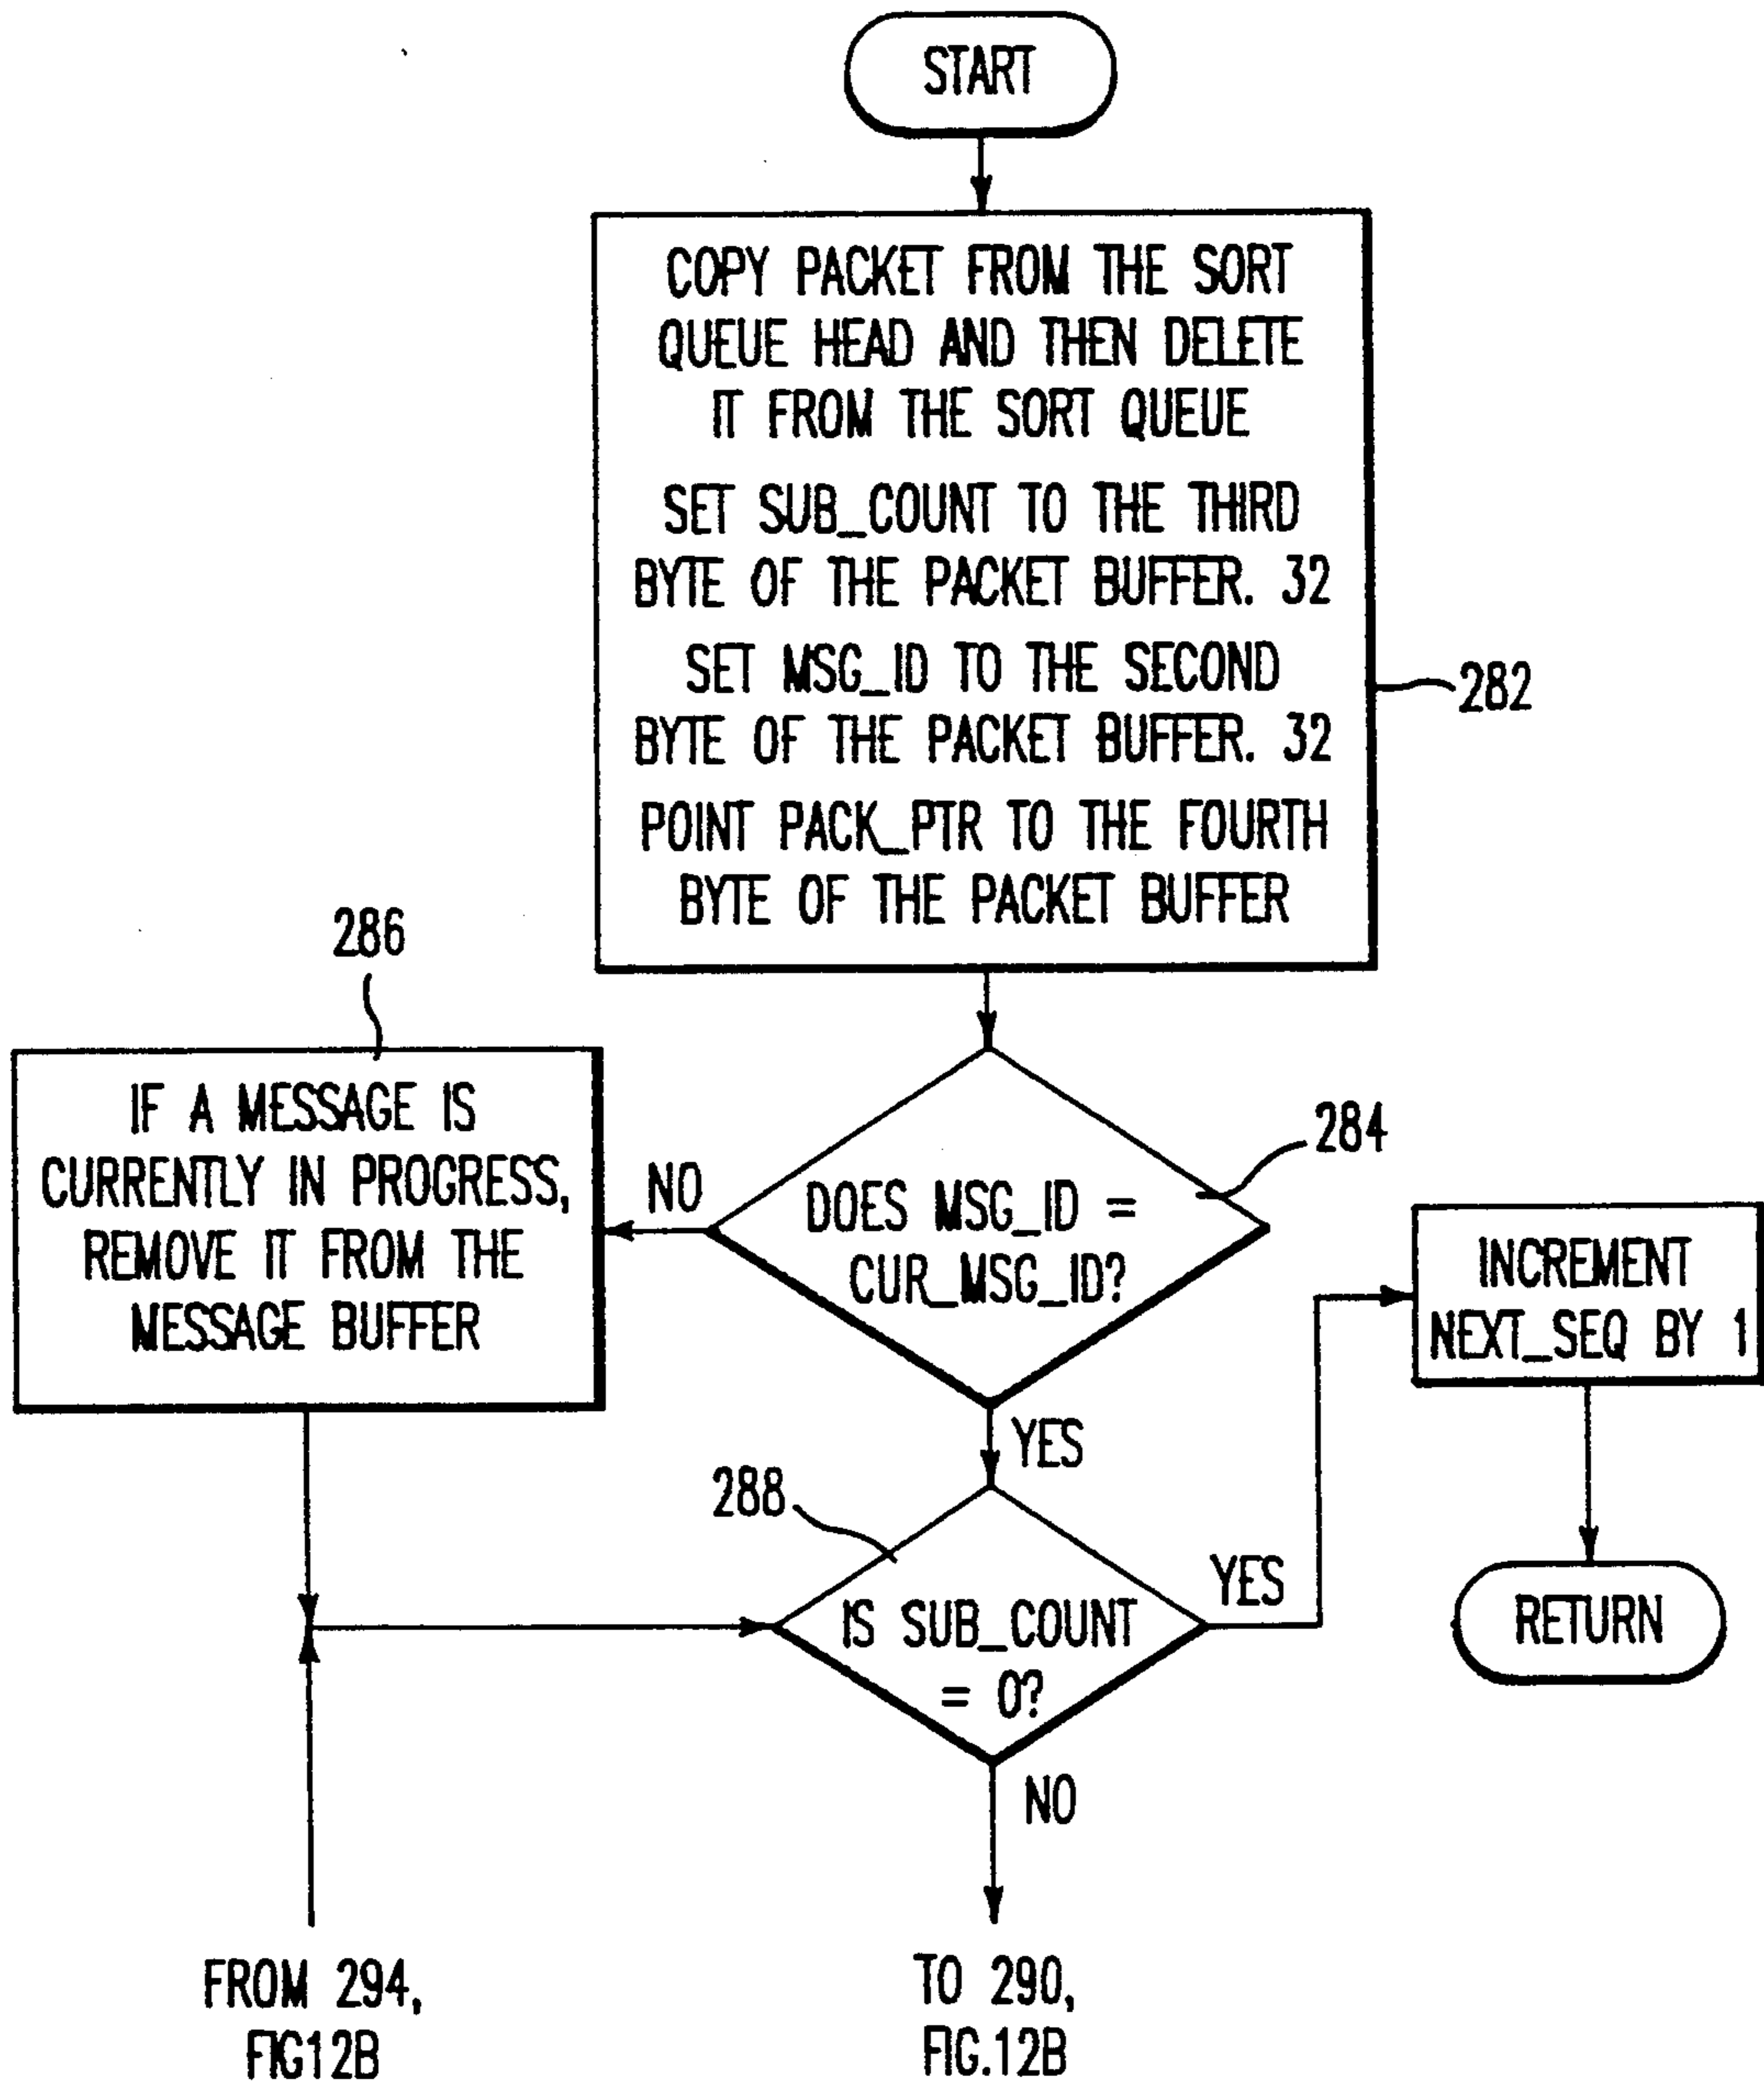 START
COPY PACKET FROM THE SORT
QUEUE HEAD AND THEN DELETE
IT FROM THE SORT QUEUE
SET SUB_COUNT TO THE THIRD
BYTE OF THE PACKET BUFFER. 32
SET MSG_ID TO THE SECOND
BYTE OF THE PACKET BUFFER. 32
POINT PACK_PTR TO THE FOURTH
BYTE OF THE PACKET BUFFER
282
286
IF A MESSAGE IS
CURRENTLY IN PROGRESS,
REMOVE IT FROM THE
MESSAGE BUFFER
NO
284
DOES MSG_ID =
CUR_MSG_ID?
INCREMENT
NEXT_SEQ BY 1
YES
288
IS SUB_COUNT
= 0?
YES
RETURN
NO
FROM 294,
FIG12B
TO 290,
FIG.12B